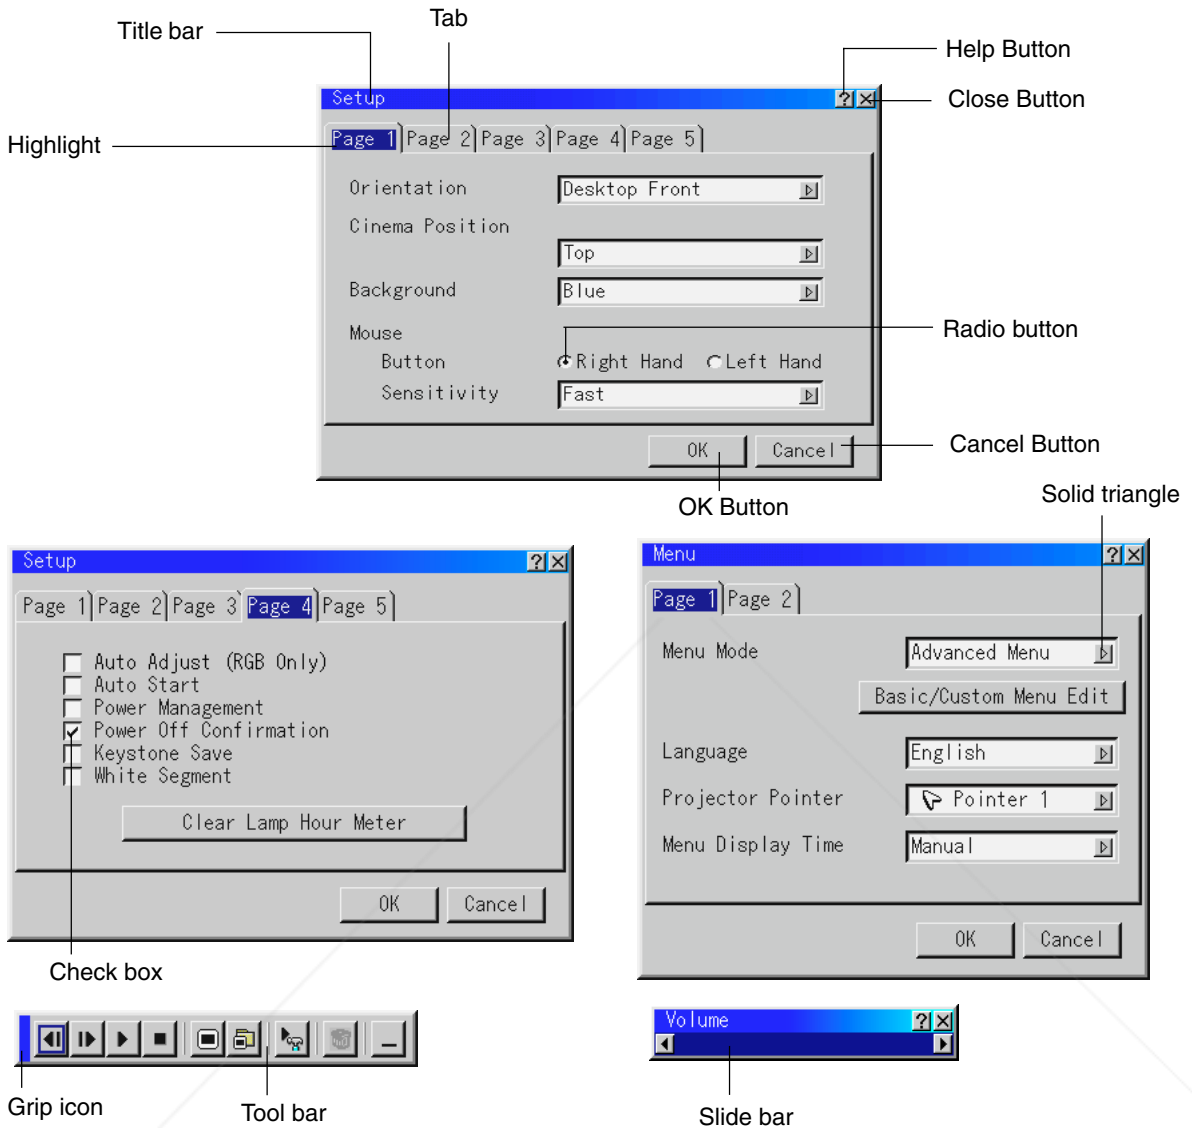 Tab
Title bar
Help Button
Setup
Close Button
Highlight
Page 1 Page 2 Page 3 Page 4 Page 5
Orientation Desktop Front
Cinema Position
Top
Background Blue
Mouse
Radio button
Button Right Hand Left Hand
Sensitivity Fast
OK Cancel
Cancel Button
OK Button
Solid triangle
Setup
Page 1 Page 2 Page 3 Page 4 Page 5
Auto Adjust (RGB Only)
Auto Start
Power Management
Power Off Confirmation
Keystone Save
White Segment
Clear Lamp Hour Meter
OK Cancel
Check box
Menu
Page 1 Page 2
Menu Mode Advanced Menu
Basic/Custom Menu Edit
Language English
Projector Pointer Pointer 1
Menu Display Time Manual
OK Cancel
Grip icon
Tool bar
Volume
Slide bar